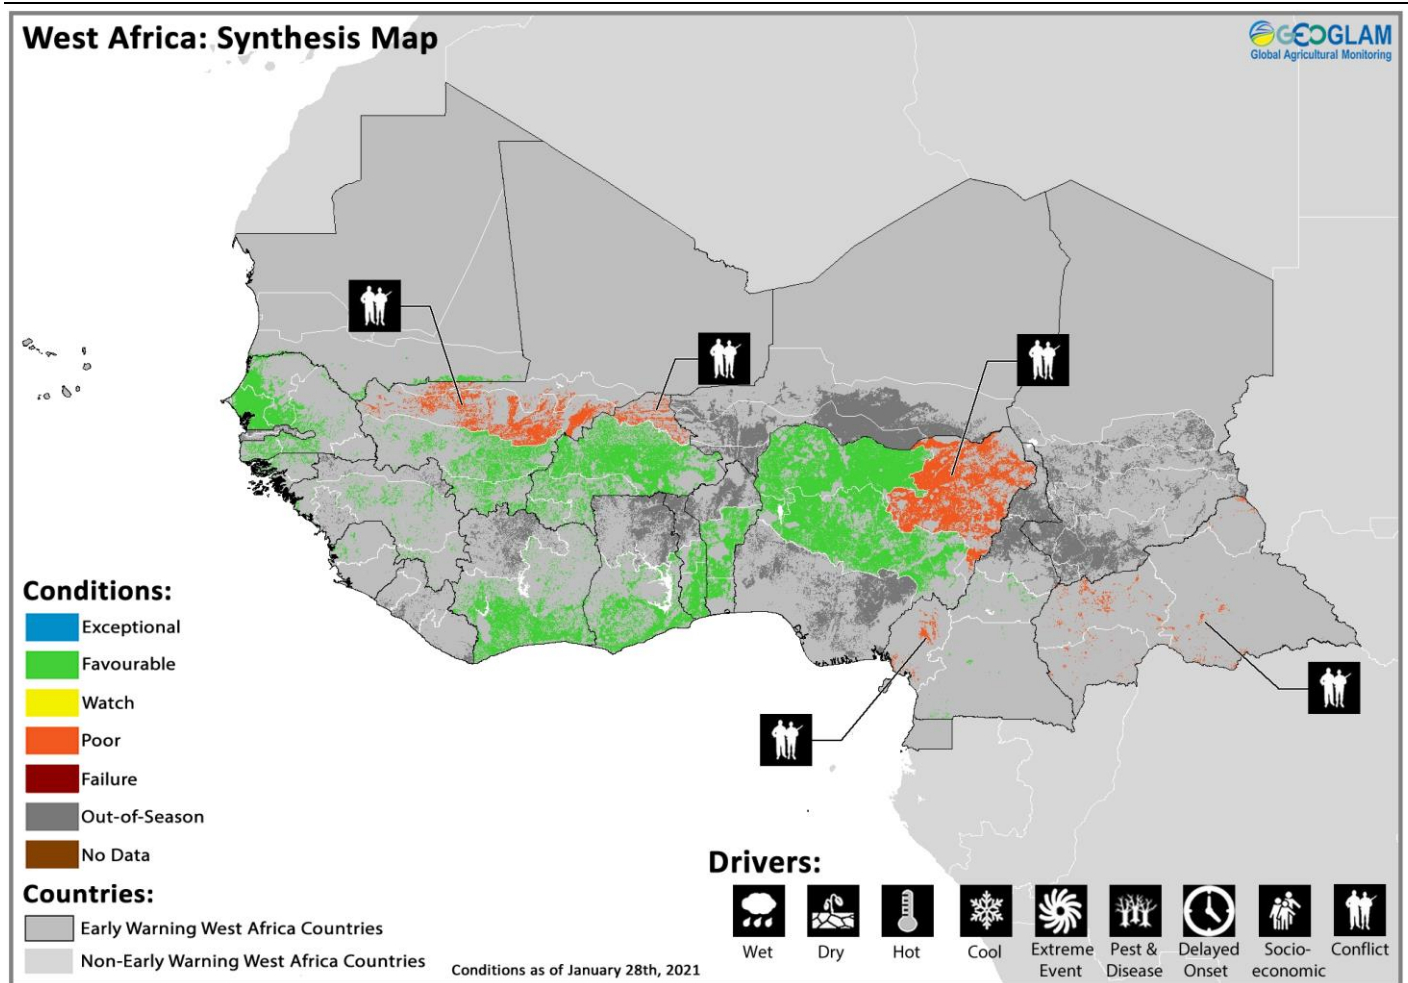 West Africa: Synthesis Map
GEOGLAM
Global Agricultural Monitoring
Conditions:
Exceptional
Favourable
Watch
Poor
Failure
Out-of-Season
No Data
Countries:
Early Warning West Africa Countries
Non-Early Warning West Africa Countries
Conditions as of January 28th, 2021
Drivers:
Wet
Dry
Hot
Cool
Extreme
Event
Pest &
Disease
Delayed
Onset
Socio-
economic
Conflict